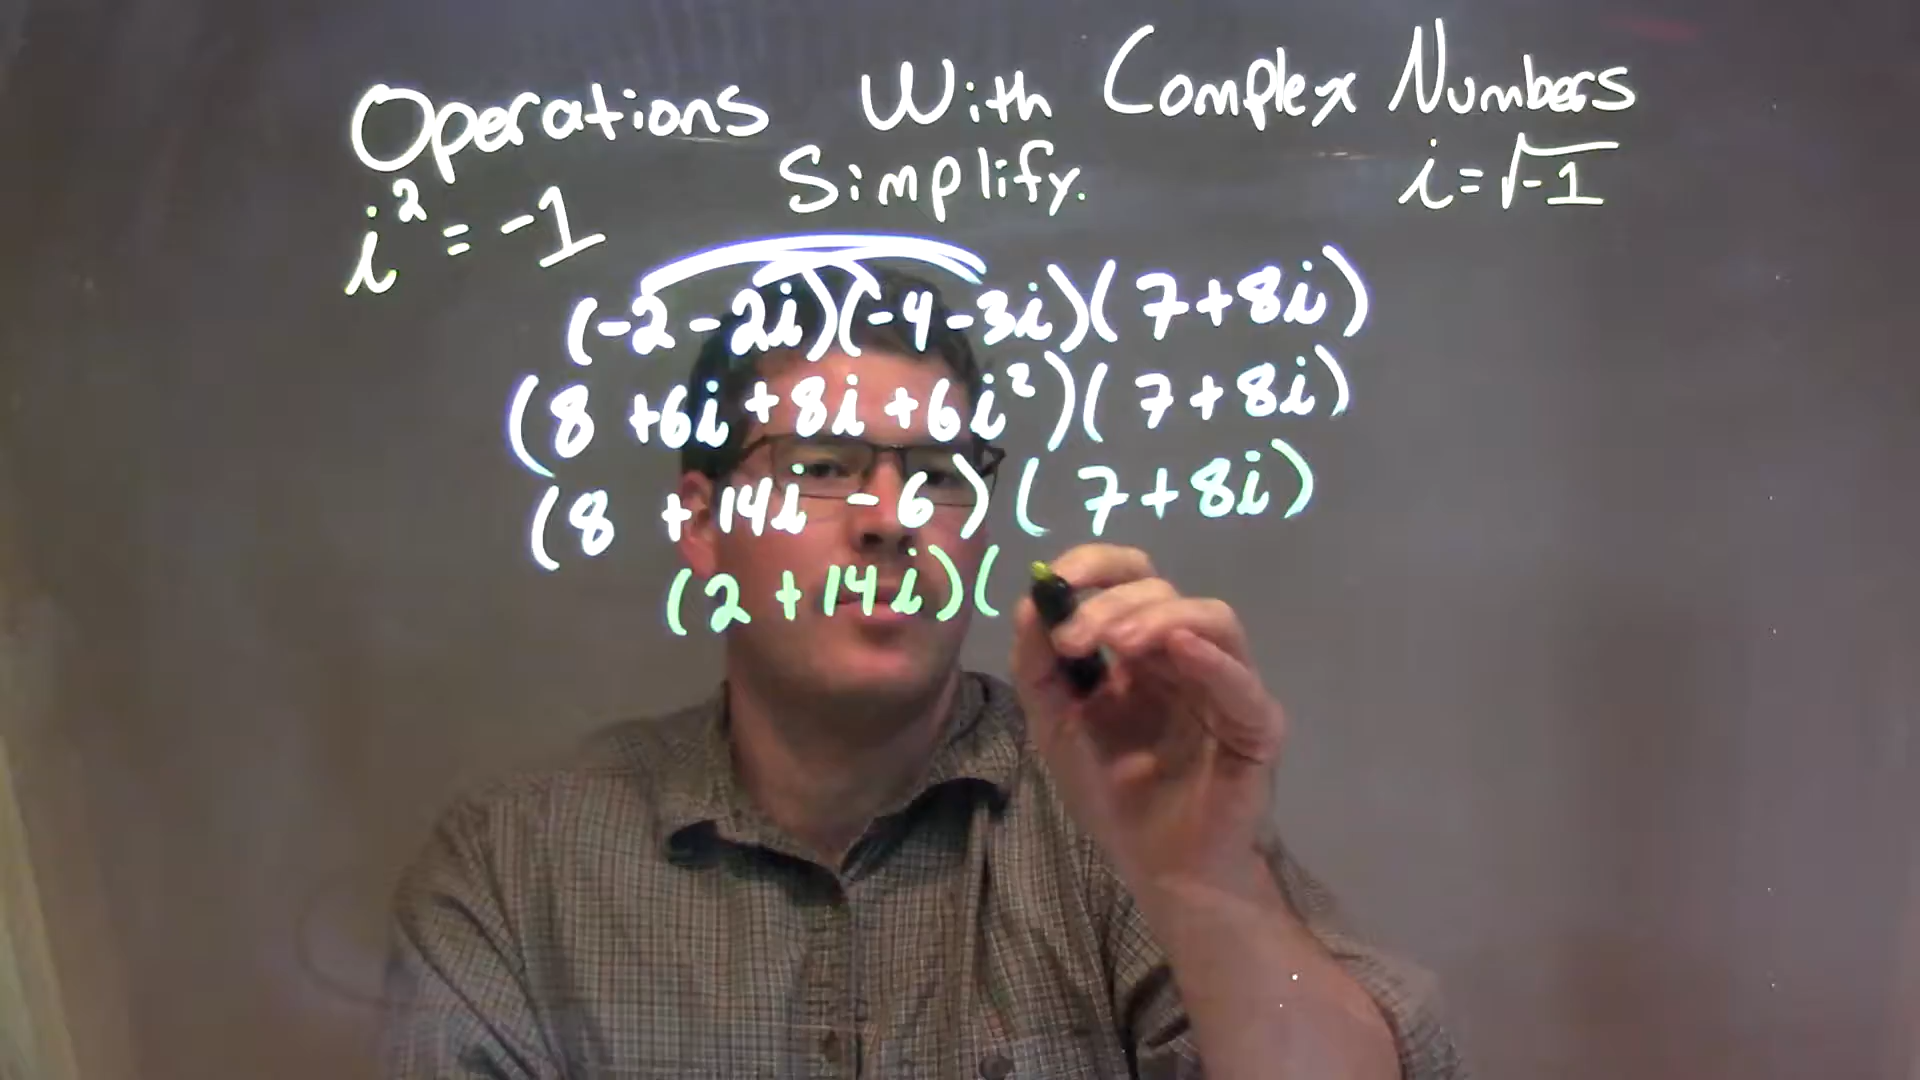 Operations With Complex Numbers
Simplify.
i² = -1
i = √-1
(-2-2i)(-4-3i)(7+8i)
(8 +6i+8i+6i²)(7+8i)
(8 +14i-6)(7+8i)
(2+14i)(